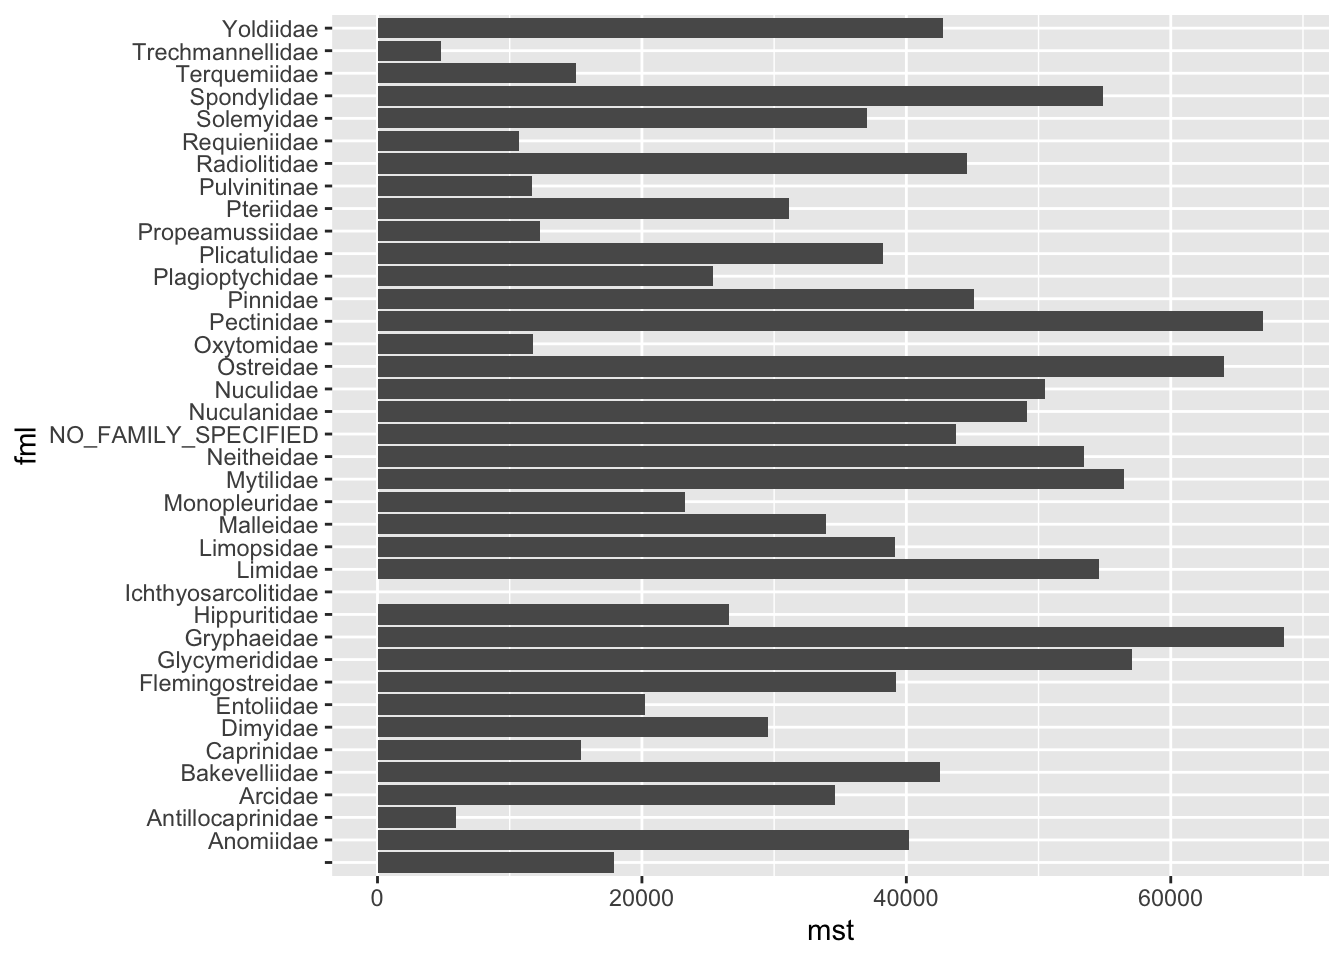 Yoldiidae
Trechmannellidae
Terquemiidae
Spondylidae
Solemyidae
Requieniidae
Radiolitidae
Pulvinitinae
Pteriidae
Propeamussiidae
Plicatulidae
Plagioptychidae
Pinnidae
Pectinidae
Oxytomidae
Ostreidae
Nuculidae
Nuculanidae
NO_FAMILY_SPECIFIED
Neitheidae
Mytilidae
Monopleuridae
Malleidae
Limopsidae
Limidae
Ichthyosarcolitidae
Hippuritidae
Gryphaeidae
Glycymerididae
Flemingostreidae
Entoliidae
Dimyidae
Caprinidae
Bakevelliidae
Arcidae
Antillocaprinidae
Anomiidae
fml
0 20000 40000 60000
mst